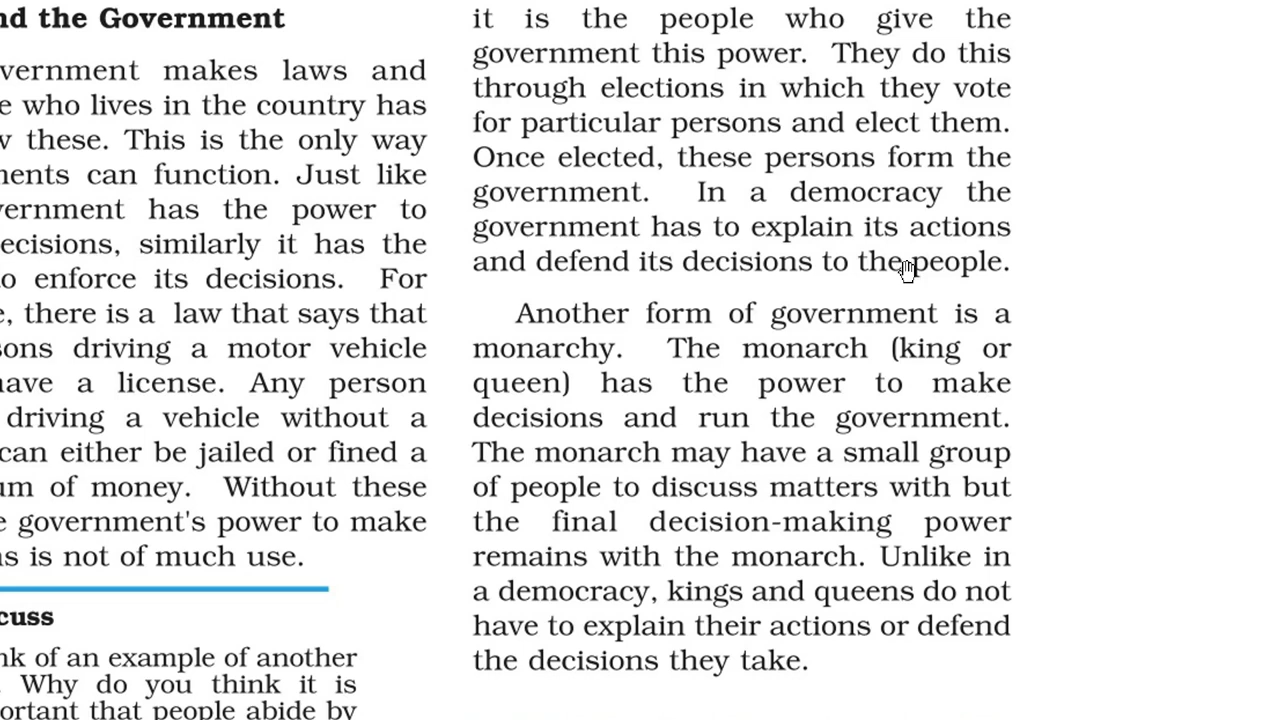 nd the Government
vernment makes laws and
e who lives in the country has
w these. This is the only way
ments can function. Just like
vernment has the power to
ecisions, similarly it has the
o enforce its decisions. For
e, there is a law that says that
sons driving a motor vehicle
have a license. Any person
driving a vehicle without a
can either be jailed or fined a
um of money. Without these
e government's power to make
ns is not of much use.
cuss
nk of an example of another
. Why do you think it is
ortant that people abide by
it is the people who give the
government this power. They do this
through elections in which they vote
for particular persons and elect them.
Once elected, these persons form the
government. In a democracy the
government has to explain its actions
and defend its decisions to the people.
Another form of government is a
monarchy. The monarch (king or
queen) has the power to make
decisions and run the government.
The monarch may have a small group
of people to discuss matters with but
the final decision-making power
remains with the monarch. Unlike in
a democracy, kings and queens do not
have to explain their actions or defend
the decisions they take.